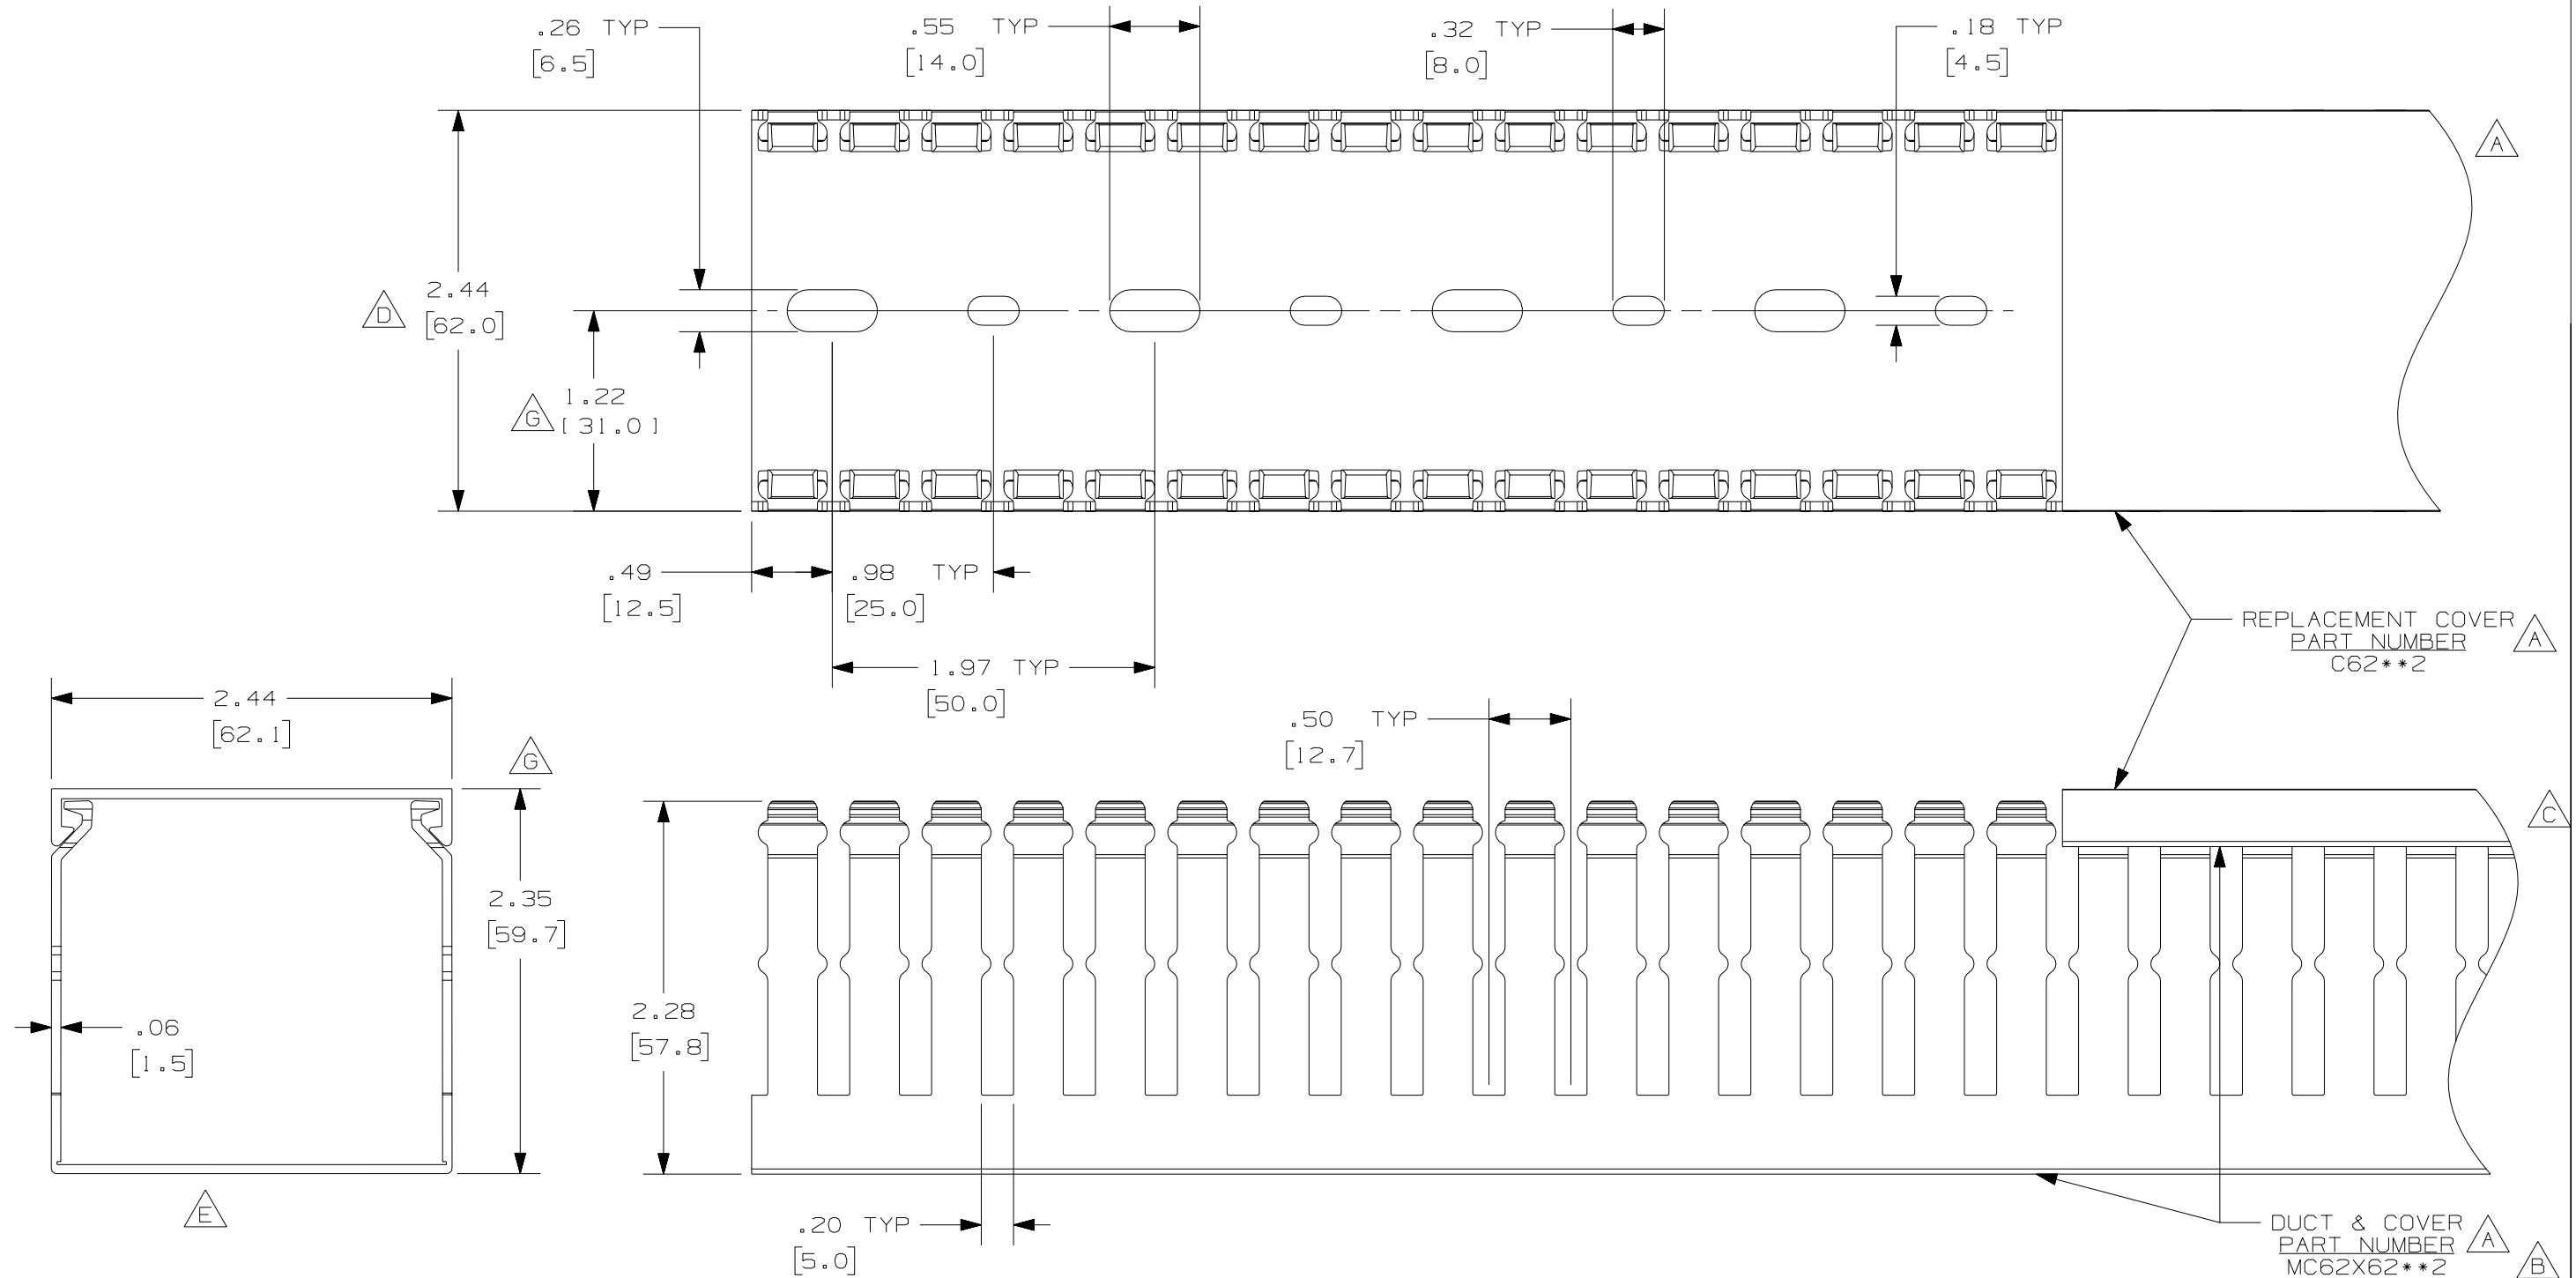 .26 TYP
[6.5]
.55 TYP
[14.0]
.32 TYP
[8.0]
.18 TYP
[4.5]
A
D
2.44
[62.0]
G
1.22
[31.0]
.49
[12.5]
.98 TYP
[25.0]
1.97 TYP
[50.0]
REPLACEMENT COVER
PART NUMBER
C62**2
A
2.44
[62.1]
G
.50 TYP
[12.7]
C
2.35
[59.7]
2.28
[57.8]
.06
[1.5]
E
.20 TYP
[5.0]
DUCT & COVER
PART NUMBER
MC62X62**2
A
B